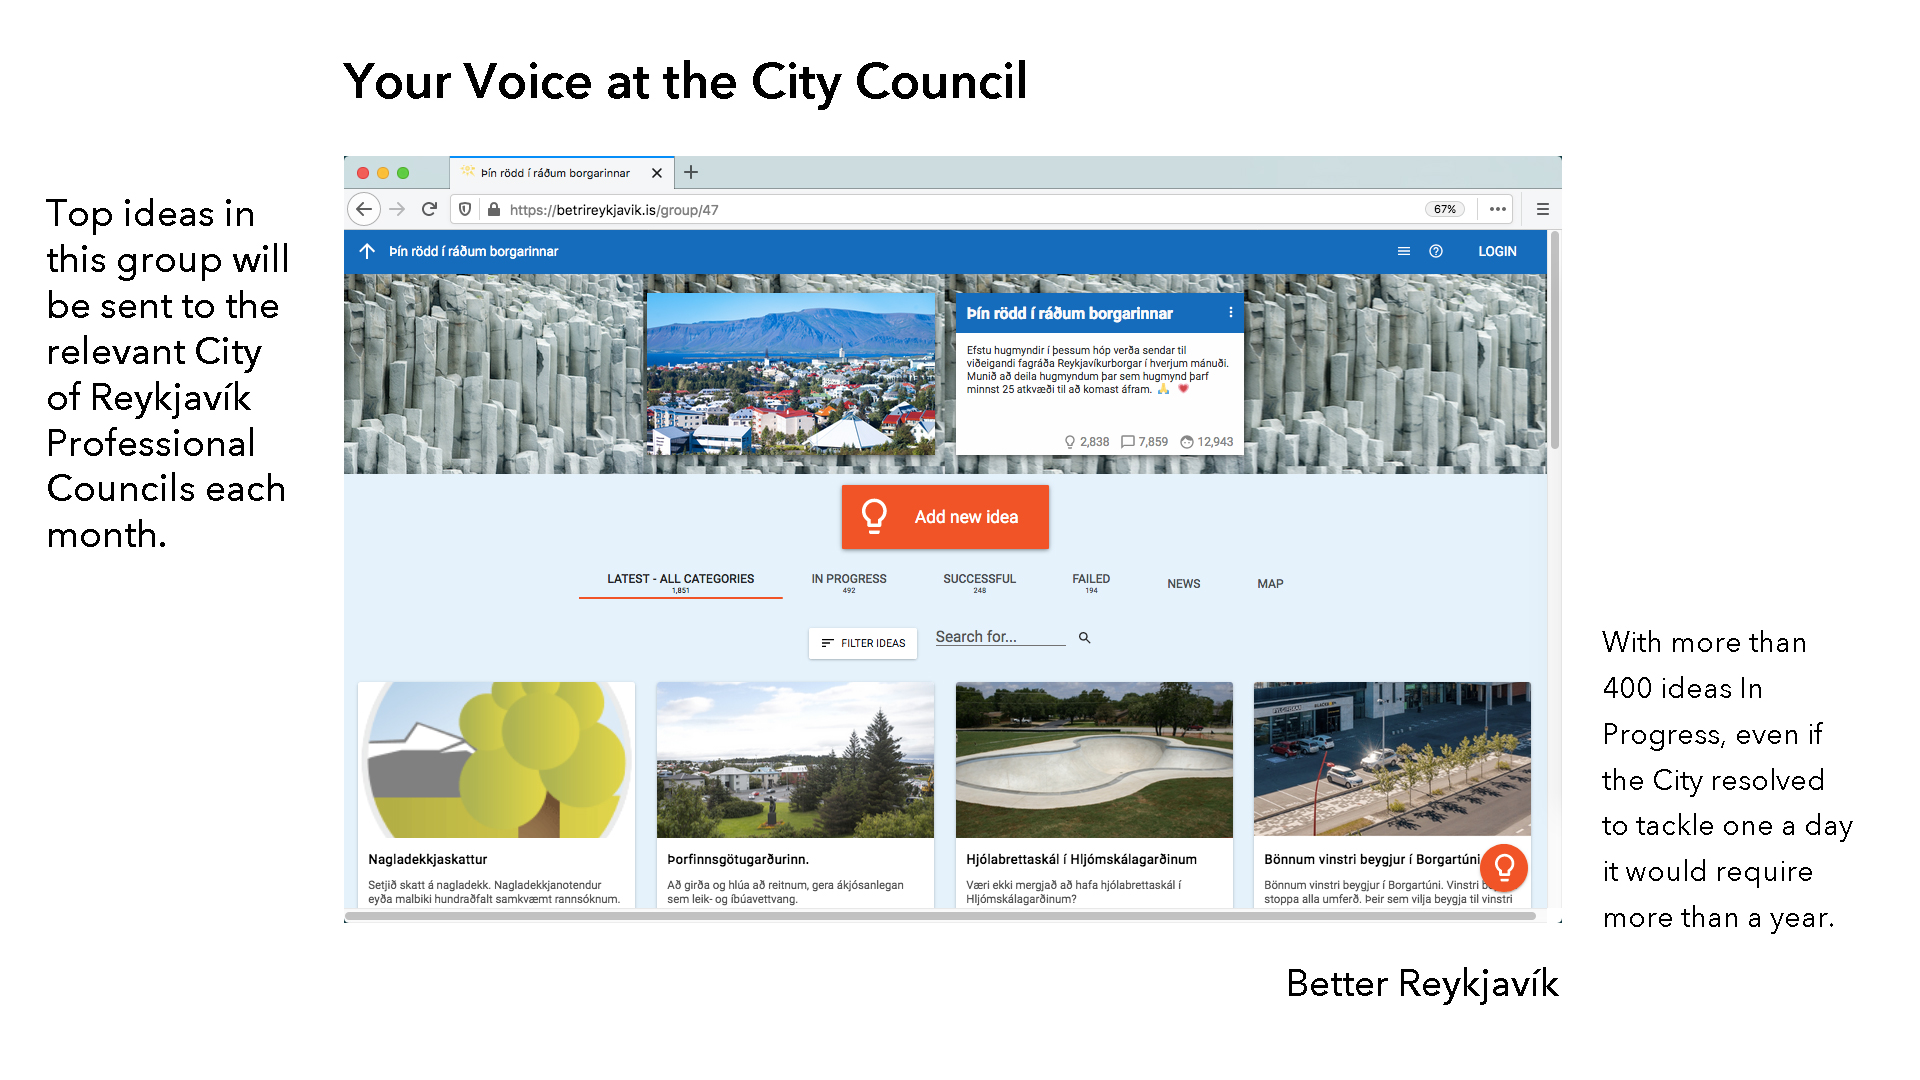 Your Voice at the City Council
Top ideas in
this group will
be sent to the
relevant City
of Reykjavík
Professional
Councils each
month.
Þín rödd í ráðum borgarinnar
https://betrireykjavik.is/group/47
67%
Þín rödd í ráðum borgarinnar
LOGIN
Þín rödd í ráðum borgarinnar
Efstu hugmyndir í þessum hóp verða sendar til
viðeigandi fagráða Reykjavíkurborgar í hverjum mánuði.
Munið að deila hugmyndum þar sem hugmynd þarf
minnst 25 atkvæði til að komast áfram. 🙏 💗
2,838 7,859 12,943
Add new idea
LATEST - ALL CATEGORIES IN PROGRESS SUCCESSFUL FAILED NEWS MAP
1,851 492 248 194
FILTER IDEAS Search for...
Nagladekkjaskattur
Setjið skatt á nagladekk. Nagladekkjanotendur
eyða malbiki hundraðfalt samkvæmt rannsóknum.
Þorfinnsgötugarðurinn.
Að girða og hlúa að reitnum, gera ákjósanlegan
sem leik- og íbúavettvang.
Hjólabrettaskál í Hljómskálagarðinum
Væri ekki mergjað að hafa hjólabrettaskál í
Hljómskálagarðinum?
Bönnum vinstri beygjur í Borgartúni
Bönnum vinstri beygjur í Borgartúni. Vinstri
stoppa alla umferð. Þeir sem vilja beygja til vinstri
With more than
400 ideas In
Progress, even if
the City resolved
to tackle one a day
it would require
more than a year.
Better Reykjavík